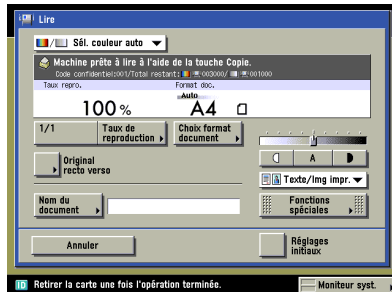 Lire
Sél. couleur auto
Machine prête à lire à l'aide de la touche Copie.
Code confidentiel:001/Total restant: :003000/ :001000
Taux repro.
Format doc.
Auto
100 %
A4
1/1
Taux de
reproduction
Choix format
document
Original
recto verso
A
Texte/Img impr.
Nom du
document
Fonctions
spéciales
Annuler
Réglages
initiaux
ID Retirer la carte une fois l'opération terminée.
Moniteur syst.